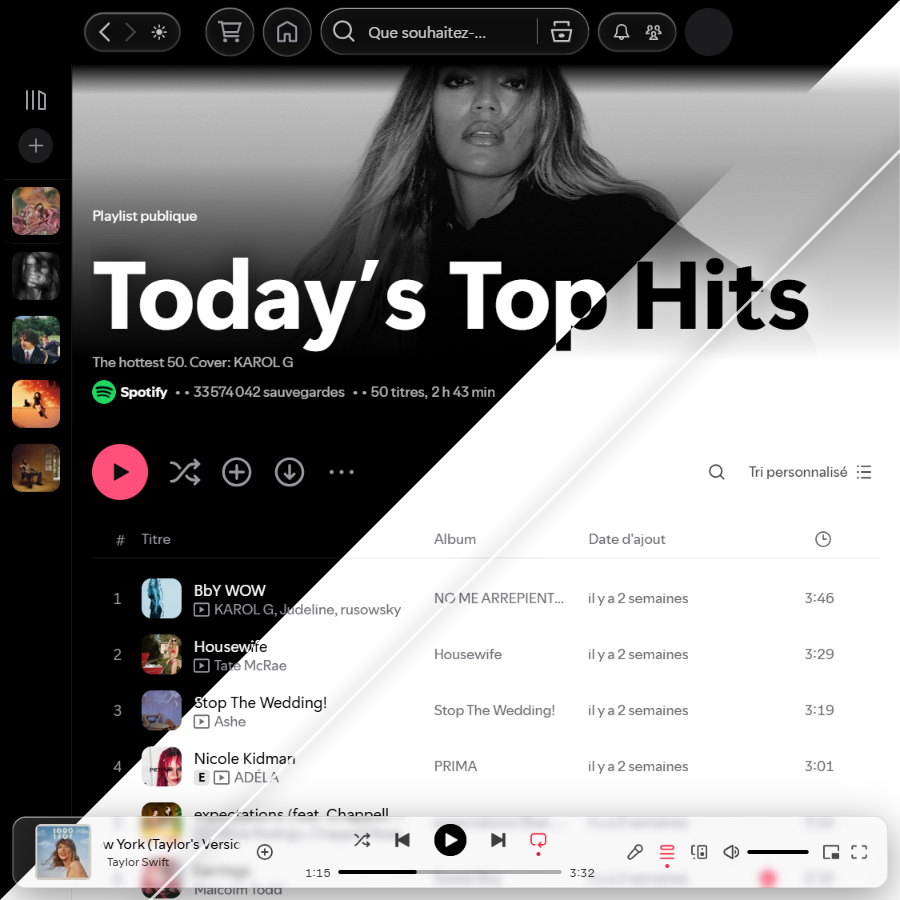 Que souhaitez-...
Playlist publique
Today's Top Hits
The hottest 50. Cover: KAROL G
Spotify • • 33 574 042 sauvegardes • • 50 titres, 2 h 43 min
Tri personnalisé
# Titre Album Date d'ajout
1 BbY WOW NO ME ARREPIENT... il y a 2 semaines 3:46
KAROL G, Judeline, rusowsky
2 Housewife Housewife il y a 2 semaines 3:29
Tate McRae
3 Stop The Wedding! Stop The Wedding! il y a 2 semaines 3:19
Ashe
4 Nicole Kidman PRIMA il y a 2 semaines 3:01
E ADÉLA
expectations (feat. Chappell
w York (Taylor's Versio
Taylor Swift
1:15 3:32
Malcolm Todd